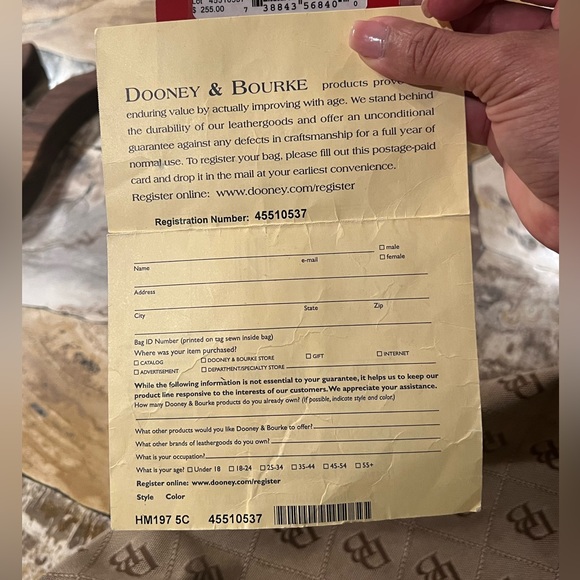 Lot 45510537
$ 255.00 7 38843 56840 0
DOONEY & BOURKE products
enduring value by actually improving with age. We stand behind
the durability of our leathergoods and offer an unconditional
guarantee against any defects in craftsmanship for a full year of
normal use. To register your bag, please fill out this postage-paid
card and drop it in the mail at your earliest convenience.
Register online: www.dooney.com/register
Registration Number: 45510537
□ male
Name e-mail □ female
Address
City State Zip
Bag ID Number (printed on tag sewn inside bag)
Where was your item purchased?
□ CATALOG □ DOONEY & BOURKE STORE □ GIFT □ INTERNET
□ ADVERTISEMENT □ DEPARTMENT/SPECIALTY STORE
While the following information is not essential to your guarantee, it helps us to keep our
product line responsive to the interests of our customers. We appreciate your assistance.
How many Dooney & Bourke products do you already own? (If possible, indicate style and color.)
What other products would you like Dooney & Bourke to offer?
What other brands of leathergoods do you own?
What is your occupation?
What is your age? □ Under 18 □ 18-24 □ 25-34 □ 35-44 □ 45-54 □ 55+
Register online: www.dooney.com/register
Style Color
HM197 5C 45510537